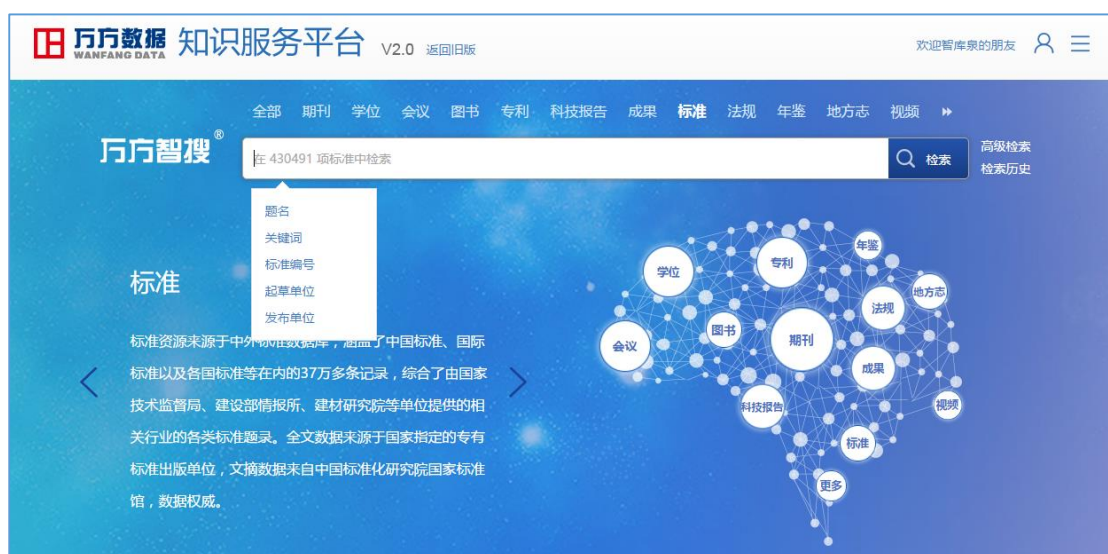 万方数据 知识服务平台 V2.0 返回旧版 欢迎智库泉的朋友
WANFANG DATA
全部 期刊 学位 会议 图书 专利 科技报告 成果 标准 法规 年鉴 地方志 视频
万方智搜®
在 430491 项标准中检索 检索
高级检索
检索历史
题名
关键词
标准编号
起草单位
发布单位
标准
标准资源来源于中外标准数据库，涵盖了中国标准、国际
标准以及各国标准等在内的37万多条记录，综合了由国家
技术监督局、建设部情报所、建材研究院等单位提供的相
关行业的各类标准题录。全文数据来源于国家指定的专有
标准出版单位，文摘数据来自中国标准化研究院国家标准
馆，数据权威。
年鉴
专利
学位
地方志
法规
图书
期刊
会议
成果
科技报告
视频
标准
更多